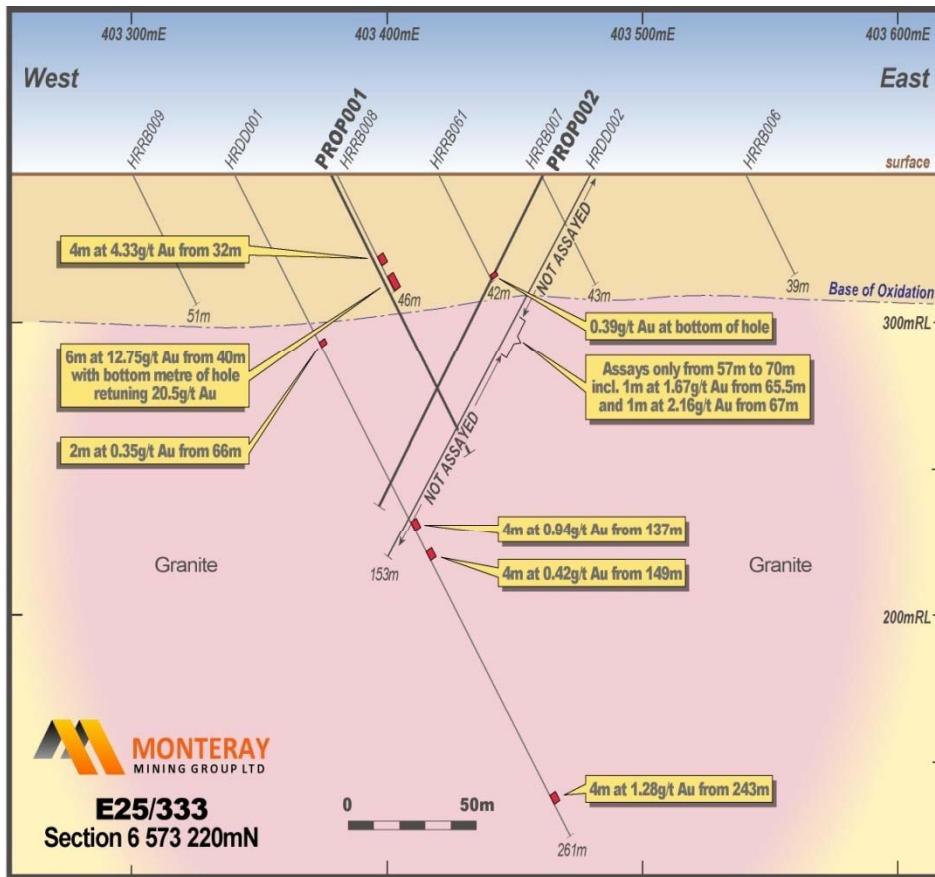 403 300mE
403 400mE
403 500mE
403 600mE
West
East
HRRB009
HRDD001
PROP001
HRRB008
HRRB061
HRRB007
PROP002
HRDD002
HRRB006
surface
4m at 4.33g/t Au from 32m
NOT ASSAYED
51m
46m
42m
43m
39m
Base of Oxidation
300mRL
0.39g/t Au at bottom of hole
6m at 12.75g/t Au from 40m
with bottom metre of hole
retuning 20.5g/t Au
Assays only from 57m to 70m
incl. 1m at 1.67g/t Au from 65.5m
and 1m at 2.16g/t Au from 67m
2m at 0.35g/t Au from 66m
NOT ASSAYED
4m at 0.94g/t Au from 137m
Granite
153m
4m at 0.42g/t Au from 149m
Granite
200mRL
MONTERAY
MINING GROUP LTD
E25/333
Section 6 573 220mN
0
50m
4m at 1.28g/t Au from 243m
261m